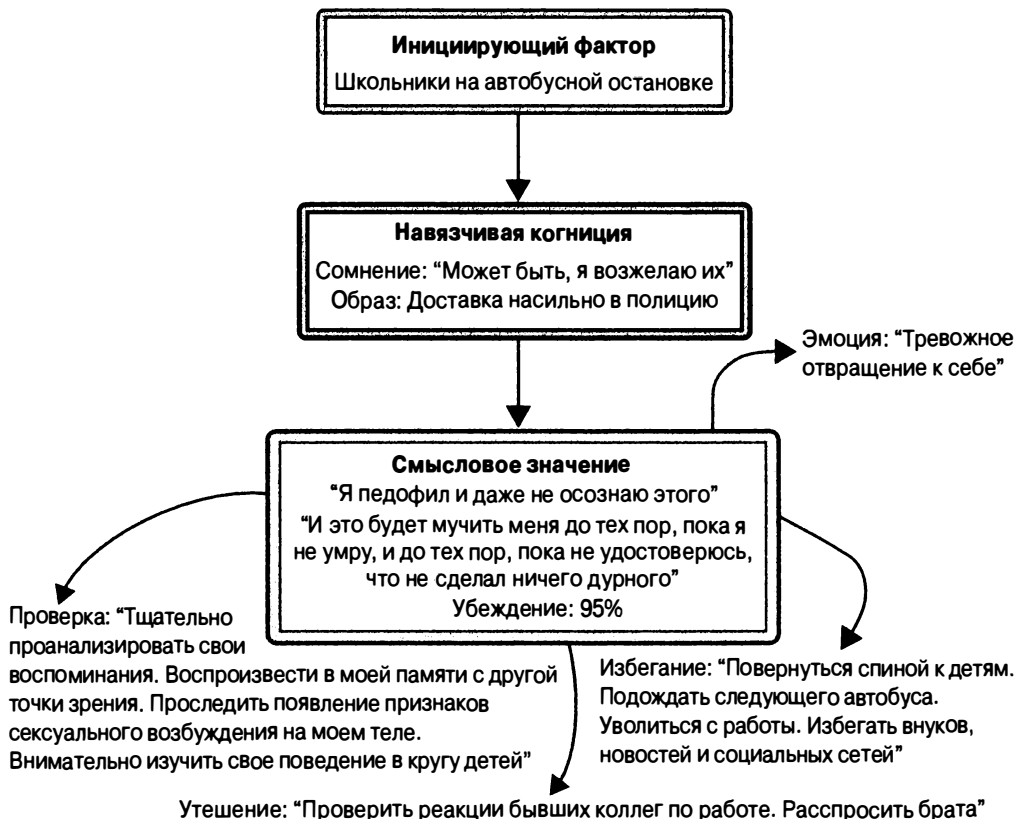 Инициирующий фактор
Школьники на автобусной остановке
Навязчивая когниция
Сомнение: “Может быть, я возжелаю их”
Образ: Доставка насильно в полицию
Эмоция: “Тревожное
отвращение к себе”
Смысловое значение
“Я педофил и даже не осознаю этого”
“И это будет мучить меня до тех пор, пока я
не умру, и до тех пор, пока не удостоверюсь,
что не сделал ничего дурного”
Убеждение: 95%
Проверка: “Тщательно
проанализировать свои
воспоминания. Воспроизвести в моей памяти с другой
точки зрения. Проследить появление признаков
сексуального возбуждения на моем теле.
Внимательно изучить свое поведение в кругу детей”
Избегание: “Повернуться спиной к детям.
Подождать следующего автобуса.
Уволиться с работы. Избегать внуков,
новостей и социальных сетей”
Утешение: “Проверить реакции бывших коллег по работе. Расспросить брата”